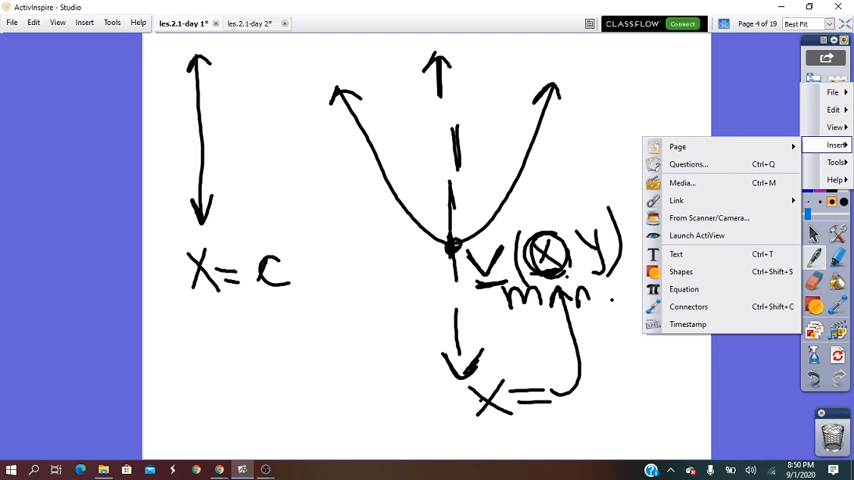 ActivInspire - Studio
File Edit View Insert Tools Help
les.2.1-day 1*
les.2.1-day 2*
CLASSFLOW
Connect
Page 4 of 19
Best Fit
File
Edit
View
Insert
Tools
Help
Page
Questions... Ctrl+Q
Media... Ctrl+M
Link
From Scanner/Camera...
Launch ActiView
Text Ctrl+T
Shapes Ctrl+Shift+S
Equation
Connectors Ctrl+Shift+C
Timestamp
X = C
V (X, y)
min.
X =
8:50 PM
9/1/2020